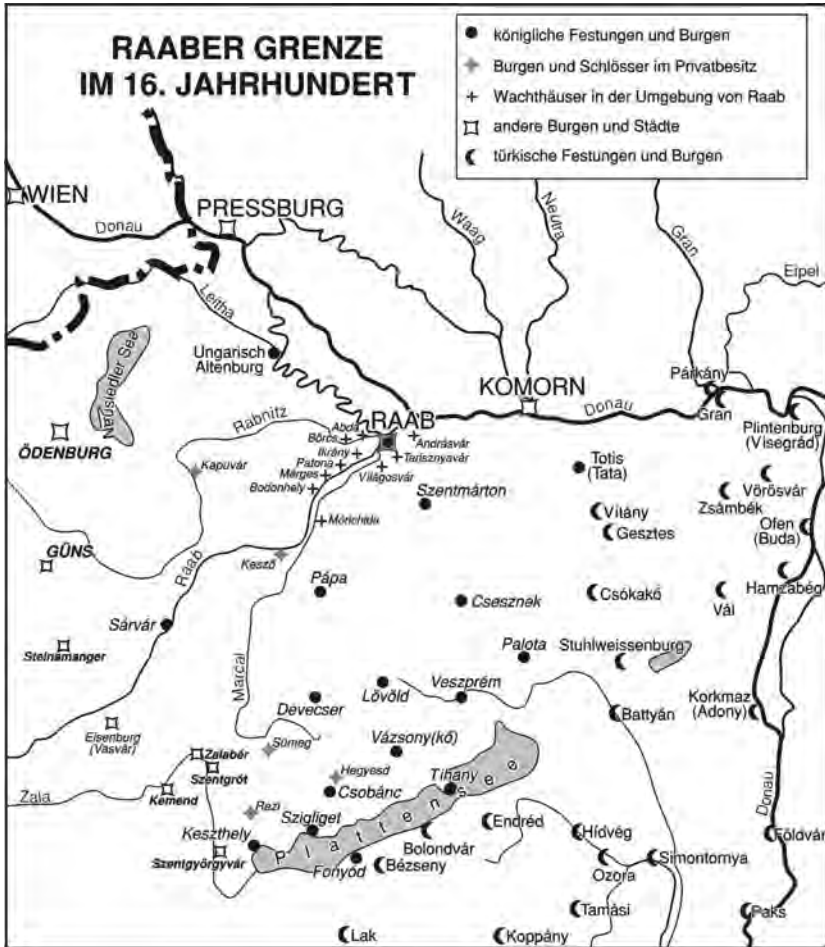 RAABER GRENZE
IM 16. JAHRHUNDERT
königliche Festungen und Burgen
Burgen und Schlösser im Privatbesitz
Wachthäuser in der Umgebung von Raab
andere Burgen und Städte
türkische Festungen und Burgen
WIEN
Donau
PRESSBURG
Waag
Neutra
Gran
Eipel
Leitha
Neusiedler See
Ungarisch
Altenburg
Párkány
KOMORN
Donau
Gran
Plintenburg
(Visegrád)
ÖDENBURG
Rabnitz
RAAB
Abda
Börcs
Ikrény
Patona
Mérges
Bodonhely
Andrásvár
Tarisznyavár
Világosvár
Kapuvár
Totis
(Tata)
Vörösvár
Zsámbék
Szentmárton
Vitány
Gesztes
Ofen
(Buda)
Mórichida
GÜNS
Raab
Kesző
Pápa
Csesznek
Csókakő
Vál
Hamzabég
Sárvár
Steinamanger
Marcal
Palota
Stuhlweissenburg
Devecser
Lövöld
Veszprém
Battyán
Korkmaz
(Adony)
Eisenburg
(Vasvár)
Zalabér
Szentgrót
Sümeg
Vázsony(kő)
Hegyesd
Csobánc
Tihany
Zala
Kemend
Rezi
Szigliget
Plattensee
Donau
Keszthely
Szentgyörgyvár
Fonyód
Bolondvár
Bézseny
Endréd
Hídvég
Ozora
Simontornya
Földvár
Tamási
Paks
Lak
Koppány